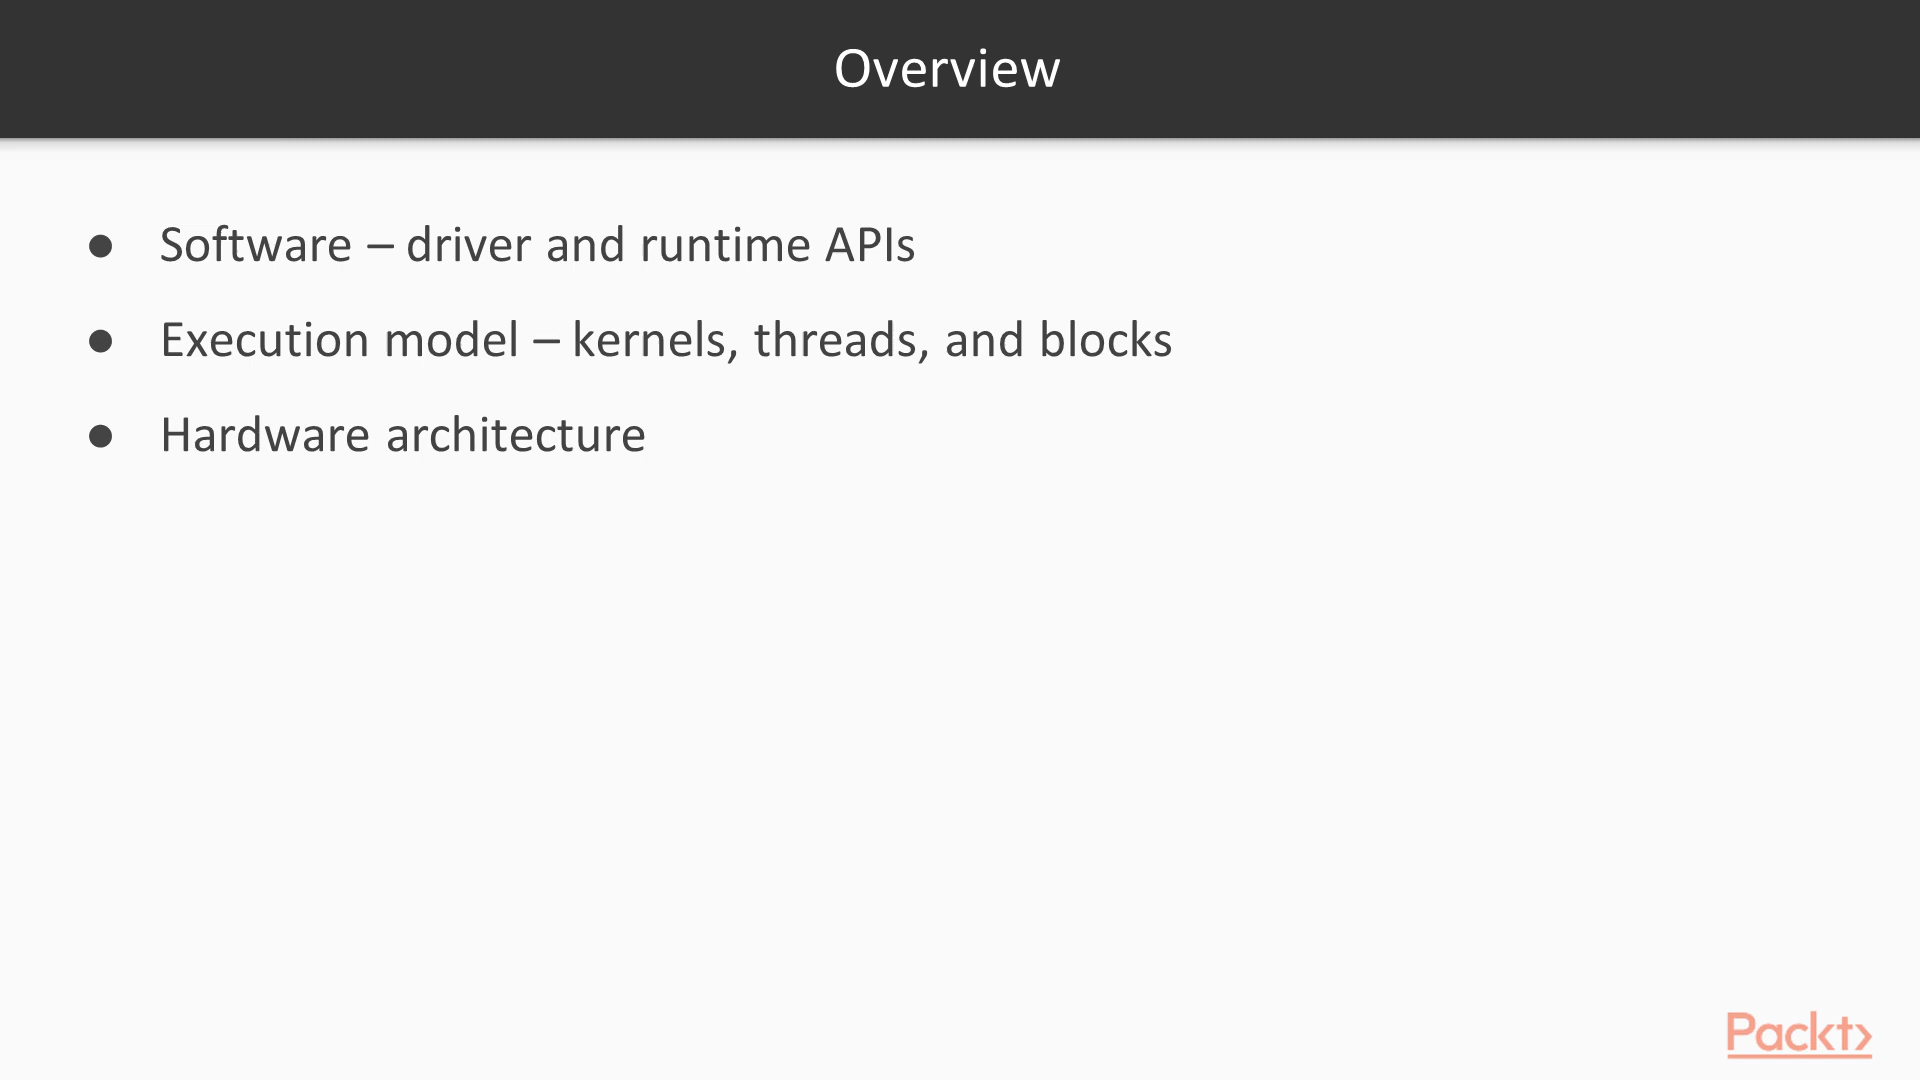 Overview
● Software – driver and runtime APIs
● Execution model – kernels, threads, and blocks
● Hardware architecture
Packt>